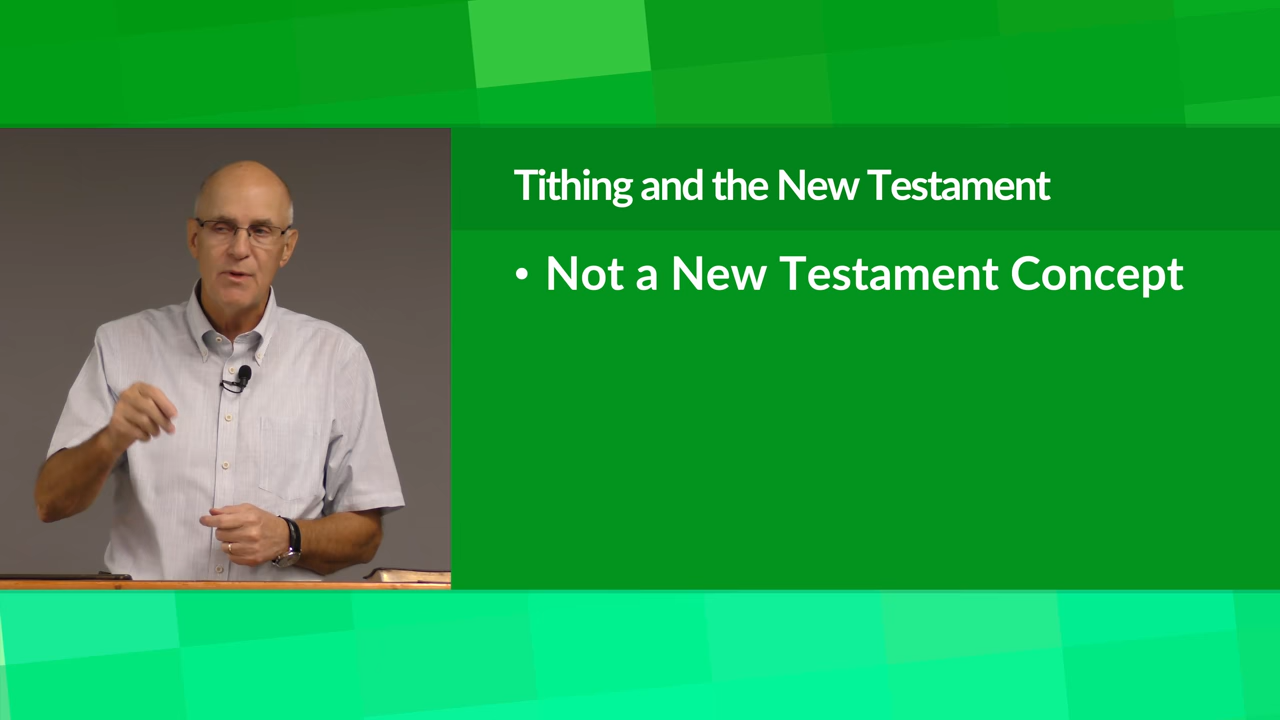 Tithing and the New Testament
• Not a New Testament Concept